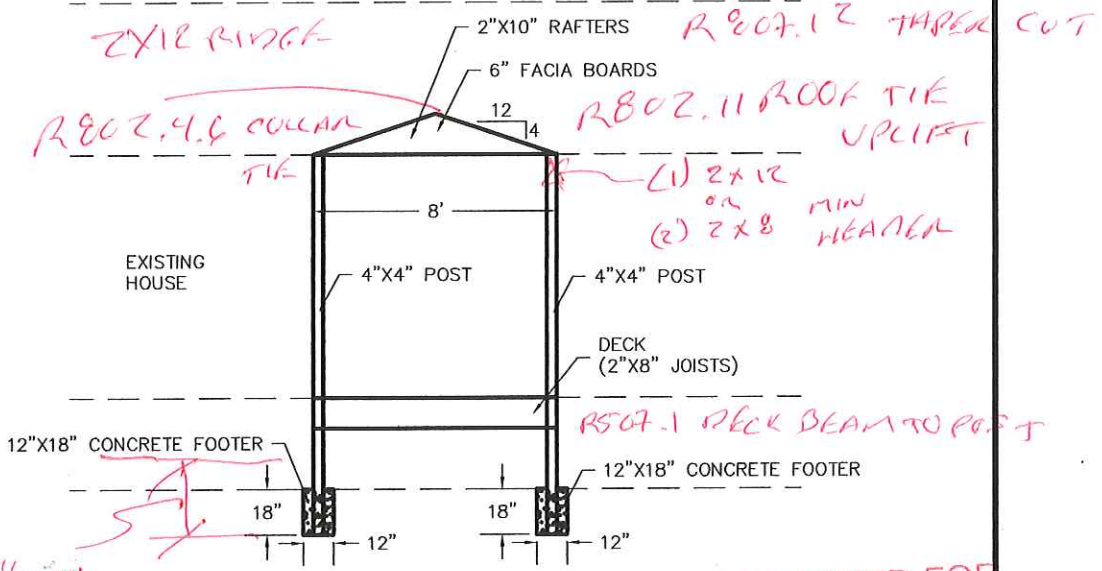 2X12 RIDGE
2"X10" RAFTERS
R807.12 TAPER CUT
6" FACIA BOARDS
12
4
R802.4.6 COLLAR
TIE
R802.11 ROOF TIE
UPLIFT
(1) 2X12
OR
(2) 2X8 MIN
HEADER
8'
EXISTING
HOUSE
4"X4" POST
4"X4" POST
DECK
(2"X8" JOISTS)
R507.1 DECK BEAM TO POST
12"X18" CONCRETE FOOTER
12"X18" CONCRETE FOOTER
18"
18"
12"
12"
FOR